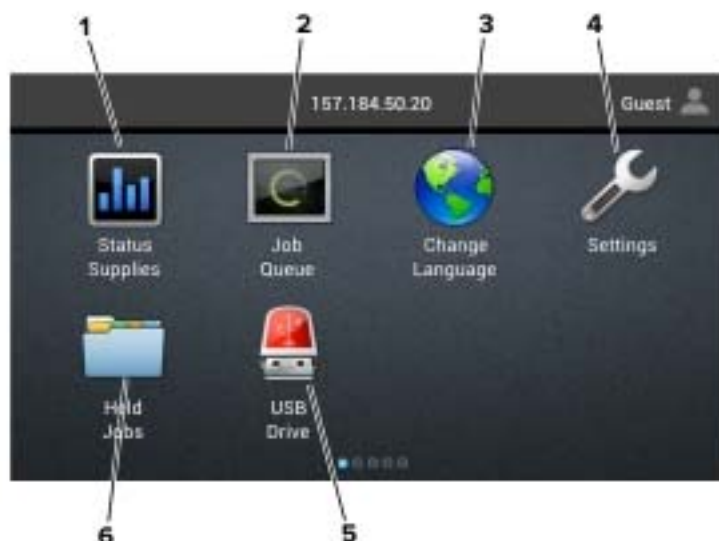 1 2 3 4
157.184.50.20 Guest
Status Supplies
Job Queue
Change Language
Settings
Held Jobs
USB Drive
6 5